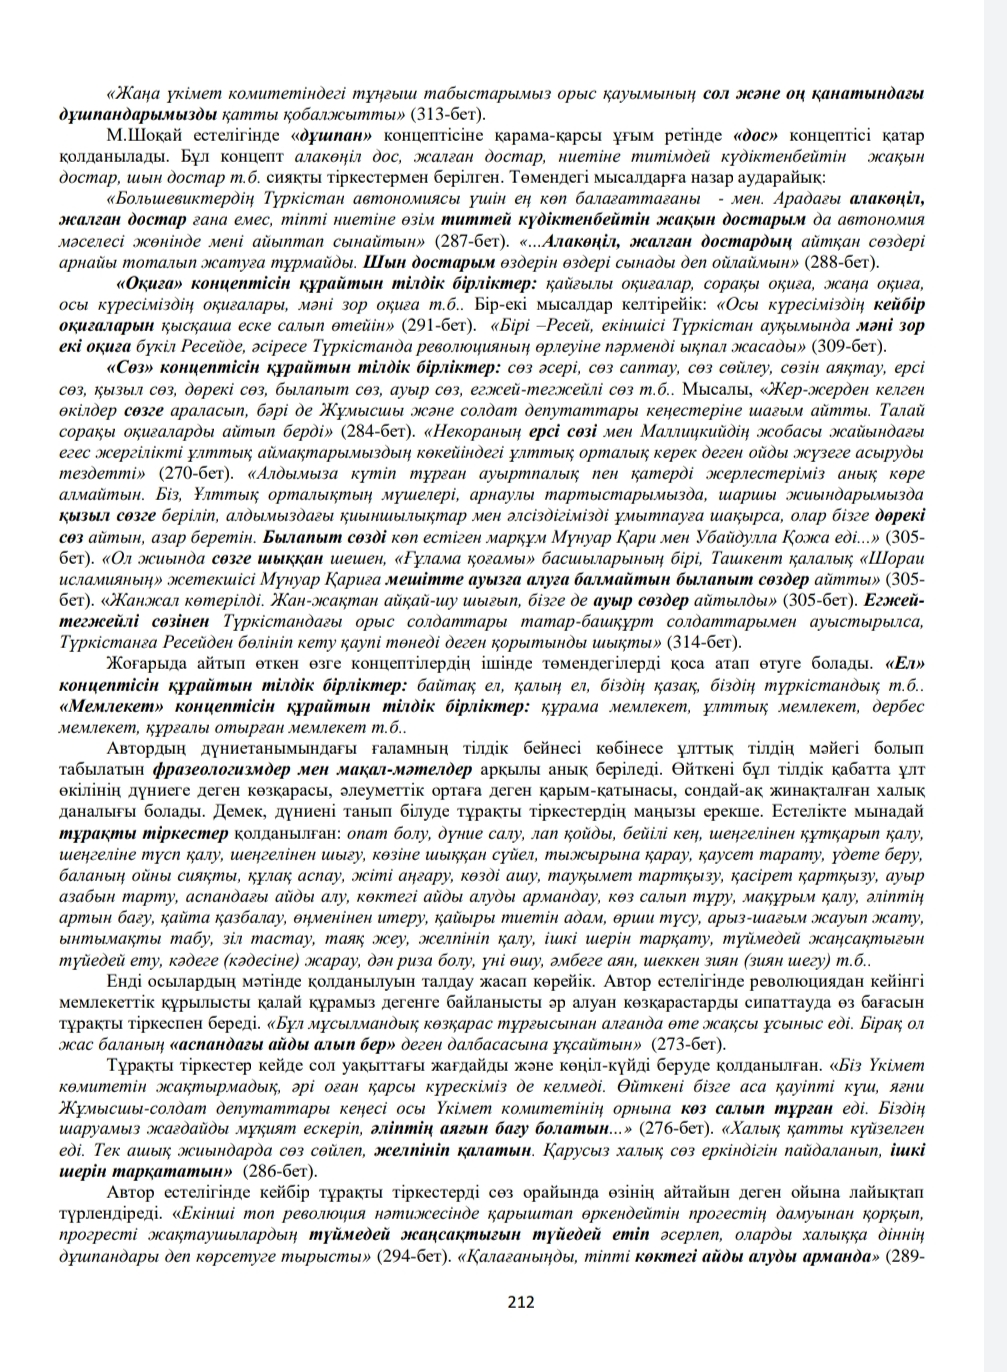 «Жаңа үкімет комитетіндегі тұңғыш табыстарымыз орыс қауымының сол және оң қанатындағы
дұшпандарымызды қатты қобалжытты» (313-бет).
М.Шоқай естелігінде «дұшпан» концептісіне қарама-қарсы ұғым ретінде «дос» концептісі қатар
қолданылады. Бұл концепт алакөңіл дос, жалған достар, ниетіне титімдей күдіктенбейтін жақын
достар, шын достар т.б. сияқты тіркестермен берілген. Төмендегі мысалдарға назар аударайық:
«Большевиктердің Түркістан автономиясы үшін ең көп балағаттағаны - мен. Арадағы алакөңіл,
жалған достар ғана емес, тіпті ниетіне өзім титтей күдіктенбейтін жақын достарым да автономия
мәселесі жөнінде мені айыптап сынайтын» (287-бет). «...Алакөңіл, жалған достардың айтқан сөздері
арнайы тоталып жатуға тұрмайды. Шын достарым өздерін өздері сынады деп ойлаймын» (288-бет).
«Оқиға» концептісін құрайтын тілдік бірліктер: қайғылы оқиғалар, сорақы оқиға, жаңа оқиға,
осы күресіміздің оқиғалары, мәні зор оқиға т.б.. Бір-екі мысалдар келтірейік: «Осы күресіміздің кейбір
оқиғаларын қысқаша еске салып өтейін» (291-бет). «Бірі –Ресей, екіншісі Түркістан ауқымында мәні зор
екі оқиға бүкіл Ресейде, әсіресе Түркістанда революцияның өрлеуіне пәрменді ықпал жасады» (309-бет).
«Сөз» концептісін құрайтын тілдік бірліктер: сөз әсері, сөз саптау, сөз сөйлеу, сөзін аяқтау, ерсі
сөз, қызыл сөз, дөрекі сөз, былапыт сөз, ауыр сөз, егжей-тегжейлі сөз т.б.. Мысалы, «Жер-жерден келген
өкілдер сөзге араласып, бәрі де Жұмысшы және солдат депутаттары кеңестеріне шағым айтты. Талай
сорақы оқиғаларды айтып берді» (284-бет). «Некораның ерсі сөзі мен Маллицкийдің жобасы жайындағы
егес жергілікті ұлттық аймақтарымыздың көкейіндегі ұлттық орталық керек деген ойды жүзеге асыруды
тездетті» (270-бет). «Алдымызда күтіп тұрған ауыртпалық пен қатерді жерлестеріміз анық көре
алмайтын. Біз, Ұлттық орталықтың мүшелері, арнаулы тартыстарымызда, шаршы жиындарымызда
қызыл сөзге беріліп, алдымыздағы қиыншылықтар мен әлсіздігімізді ұмытпауға шақырса, олар бізге дөрекі
сөз айтын, азар беретін. Былапыт сөзді көп естіген марқұм Мұнуар Қари мен Убайдулла Қожа еді...» (305-
бет). «Ол жиында сөзге шыққан шешен, «Ғұлама қоғамы» басшыларының бірі, Ташкент қалалық «Шораи
исламияның» жетекшісі Мұнуар Қариға мешітте ауызға алуға балмайтын былапыт сөздер айтты» (305-
бет). «Жанжал көтерілді. Жан-жақтан айқай-шу шығып, бізге де ауыр сөздер айтылды» (305-бет). Егжей-
тегжейлі сөзінен Түркістандағы орыс солдаттары татар-башқұрт солдаттарымен ауыстырылса,
Түркістанға Ресейден бөлініп кету қаупі төнеді деген қорытынды шықты» (314-бет).
Жоғарыда айтып өткен өзге концептілердің ішінде төмендегілерді қоса атап өтуге болады. «Ел»
концептісін құрайтын тілдік бірліктер: байтақ ел, қалың ел, біздің қазақ, біздің түркістандық т.б..
«Мемлекет» концептісін құрайтын тілдік бірліктер: құрама мемлекет, ұлттық мемлекет, дербес
мемлекет, құрғалы отырған мемлекет т.б..
Автордың дүниетанымындағы ғаламның тілдік бейнесі көбінесе ұлттық тілдің мәйегі болып
табылатын фразеологизмдер мен мақал-мәтелдер арқылы анық беріледі. Өйткені бұл тілдік қабатта ұлт
өкілінің дүниеге деген көзқарасы, әлеуметтік ортаға деген қарым-қатынасы, сондай-ақ жинақталған халық
даналығы болады. Демек, дүниені танып білуде тұрақты тіркестердің маңызы ерекше. Естелікте мынадай
тұрақты тіркестер қолданылған: опат болу, дүние салу, лап қойды, бейілі кең, шеңгелінен құтқарып қалу,
шеңгеліне түсп қалу, шеңгелінен шығу, көзіне шыққан сүйел, тыжырына қарау, қаусет тарату, үдете беру,
баланың ойны сияқты, құлақ аспау, жіті аңғару, көзді ашу, тауқымет тартқызу, қасірет қартқызу, ауыр
азабын тарту, аспандағы айды алу, көктегі айды алуды армандау, көз салып тұру, мақұрым қалу, әліптің
артын бағу, қайта қазбалау, өңменінен итеру, қайыры тиетін адам, өрши түсу, арыз-шағым жауып жату,
ынтымақты табу, зіл тастау, таяқ жеу, желпініп қалу, ішкі шерін тарқату, түймедей жаңсақтығын
түйедей ету, кәдеге (кәдесіне) жарау, дән риза болу, үні өшу, әмбеге аян, шеккен зиян (зиян шегу) т.б..
Енді осылардың мәтінде қолданылуын талдау жасап көрейік. Автор естелігінде революциядан кейінгі
мемлекеттік құрылысты қалай құрамыз дегенге байланысты әр алуан көзқарастарды сипаттауда өз бағасын
тұрақты тіркеспен береді. «Бұл мұсылмандық көзқарас тұрғысынан алғанда өте жақсы ұсыныс еді. Бірақ ол
жас баланың «аспандағы айды алып бер» деген далбасасына ұқсайтын» (273-бет).
Тұрақты тіркестер кейде сол уақыттағы жағдайды және көңіл-күйді беруде қолданылған. «Біз Үкімет
көмитетін жақтырмадық, әрі оған қарсы күрескіміз де келмеді. Өйткені бізге аса қауіпті күш, яғни
Жұмысшы-солдат депутаттары кеңесі осы Үкімет комитетінің орнына көз салып тұрған еді. Біздің
шаруамыз жағдайды мұқият ескеріп, әліптің аяғын бағу болатын...» (276-бет). «Халық қатты күйзелген
еді. Тек ашық жиындарда сөз сөйлеп, желпініп қалатын. Қарусыз халық сөз еркіндігін пайдаланып, ішкі
шерін тарқататын» (286-бет).
Автор естелігінде кейбір тұрақты тіркестерді сөз орайында өзінің айтайын деген ойына лайықтап
түрлендіреді. «Екінші топ революция нәтижесінде қарыштап өркендейтін прогестің дамуынан қорқып,
прогресті жақтаушылардың түймедей жаңсақтығын түйедей етіп әсерлеп, оларды халыққа діннің
дұшпандары деп көрсетуге тырысты» (294-бет). «Қалағаныңды, тіппті көктегі айды алуды арманда» (289-
212